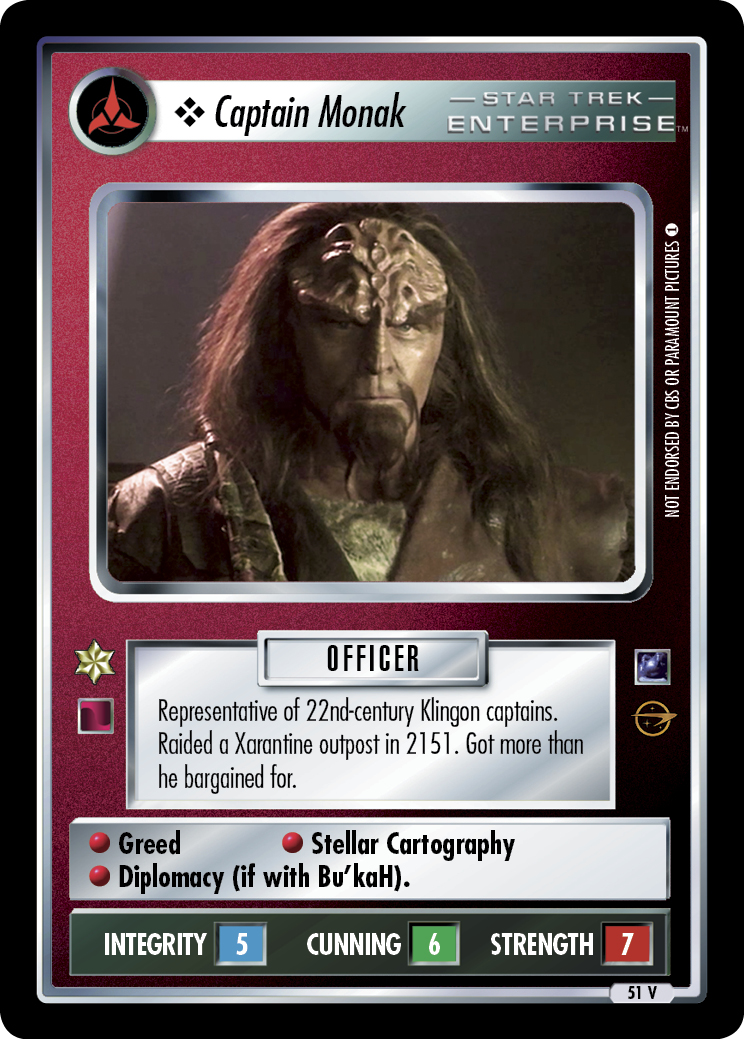 ❖ Captain Monak
STAR TREK
ENTERPRISE™
NOT ENDORSED BY CBS OR PARAMOUNT PICTURES 1
OFFICER
Representative of 22nd-century Klingon captains.
Raided a Xarantine outpost in 2151. Got more than
he bargained for.
Greed
Stellar Cartography
Diplomacy (if with Bu'kaH).
INTEGRITY 5 CUNNING 6 STRENGTH 7
51 V